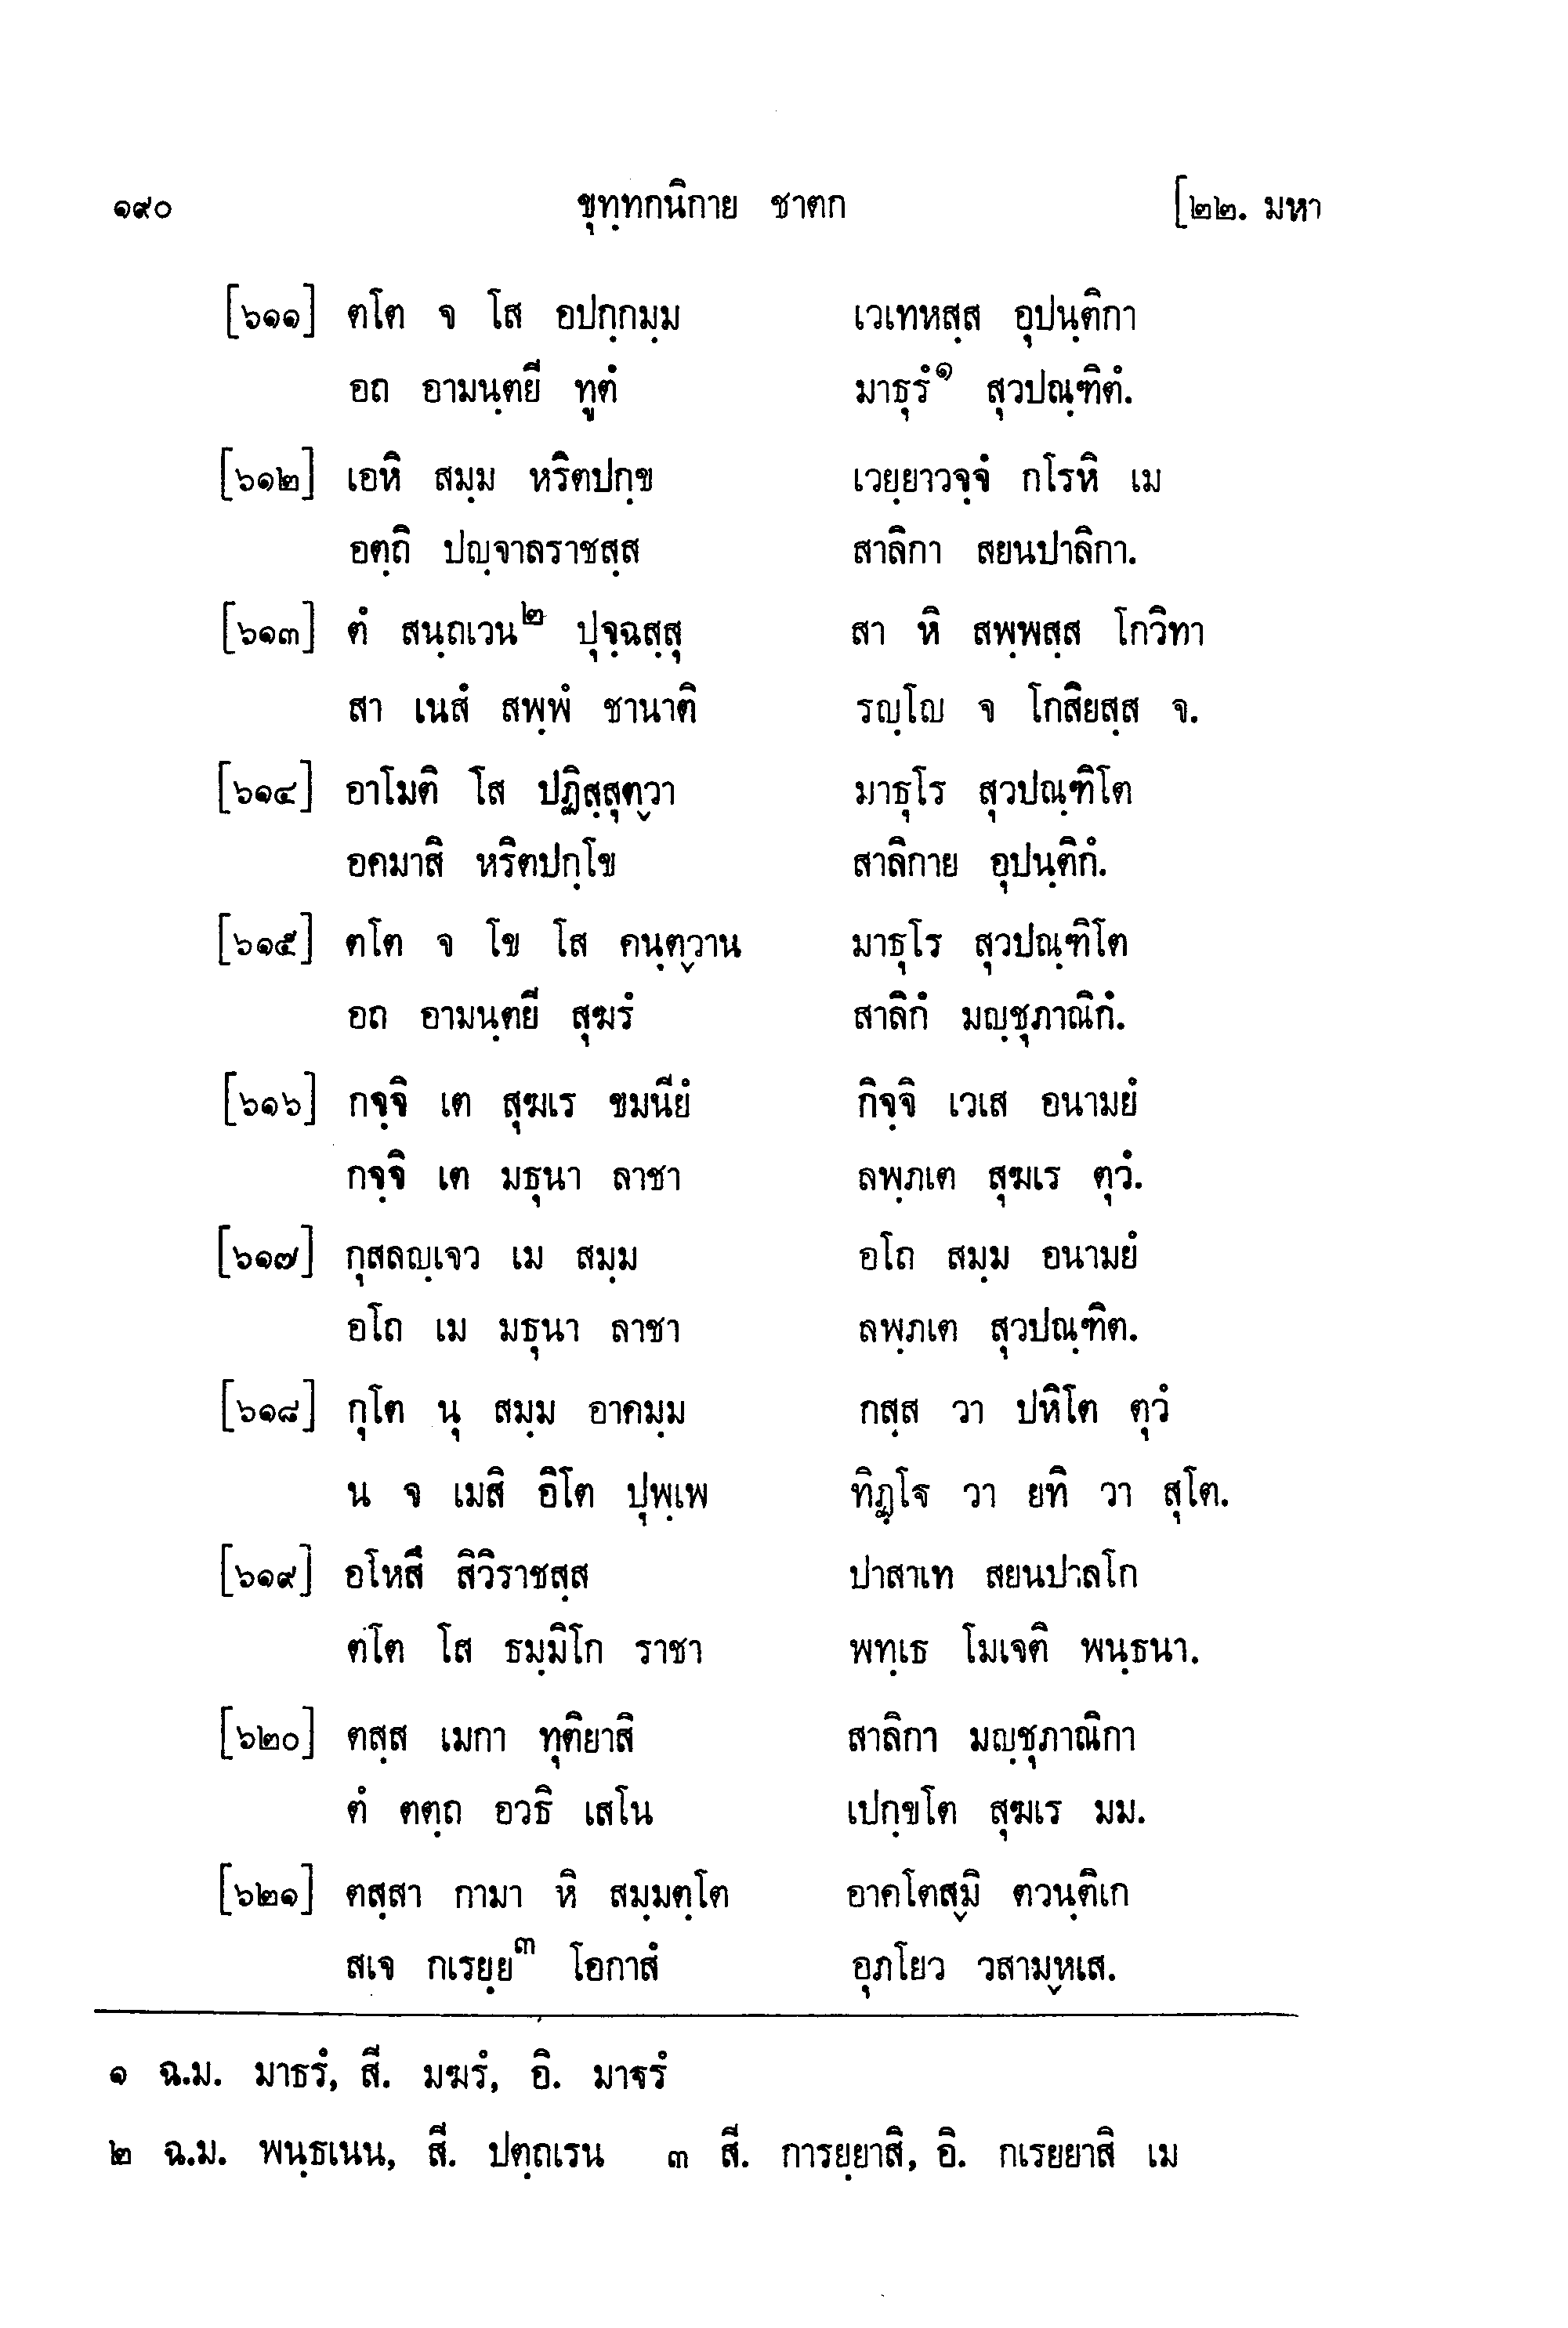 ๑๙๐ ขุทฺทกนิกาย ชาตก [๒๒. มหา
[๖๑๑] ตโต จ โส อปกฺกมฺม เวเทหสฺส อุปนฺติกา
อถ อามนฺตยี ทูตํ มาธุรํ๑ สุวปณฺฑิตํ.
[๖๑๒] เอหิ สมฺม หริตปกฺข เวยฺยาวจฺจํ กโรหิ เม
อตฺถิ ปญฺจาลราชสฺส สาลิกา สยนปาลิกา.
[๖๑๓] ตํ สนฺถเวน๒ ปุจฺฉสฺสุ สา หิ สพฺพสฺส โกวิทา
สา เนสํ สพฺพํ ชานาติ รญฺโญ จ โกสิยสฺส จ.
[๖๑๔] อาโมติ โส ปฏิสฺสุตฺวา มาธุโร สุวปณฺฑิโต
อคมาสิ หริตปกฺโข สาลิกาย อุปนฺติกํ.
[๖๑๕] ตโต จ โข โส คนฺตฺวาน มาธุโร สุวปณฺฑิโต
อถ อามนฺตยี สุฆรํ สาลิกํ มญฺชุภาณิกํ.
[๖๑๖] กจฺจิ เต สุฆเร ขมนียํ กิจฺจิ เวเส อนามยํ
กจฺจิ เต มธุนา ลาชา ลพฺภเต สุฆเร ตุวํ.
[๖๑๗] กุสลญฺเจว เม สมฺม อโถ สมฺม อนามยํ
อโถ เม มธุนา ลาชา ลพฺภเต สุวปณฺฑิต.
[๖๑๘] กุโต นุ สมฺม อาคมฺม กสฺส วา ปหิโต ตุวํ
น จ เมสิ อิโต ปุพฺเพ ทิฏฺโฐ วา ยทิ วา สุโต.
[๖๑๙] อโหสึ สิวิราชสฺส ปาสาเท สยนปาลโก
ตโต โส ธมฺมิโก ราชา พทฺเธ โมเจติ พนฺธนา.
[๖๒๐] ตสฺส เมกา ทุติยาสิ สาลิกา มญฺชุภาณิกา
ตํ ตตฺถ อวธิ เสโน เปกฺขโต สุฆเร มม.
[๖๒๑] ตสฺสา กามา หิ สมฺมตฺโต อาคโตสฺมิ ตวนฺติเก
สเจ กเรยฺย๓ โอกาสํ อุภโยว วสามฺหเส.
๑ ฉ.ม. มาธรํ, สี. มฆรํ, อิ. มาฐรํ
๒ ฉ.ม. พนฺธเนน, สี. ปตฺถเรน ๓ สี. การยฺยาสิ, อิ. กเรยยาสิ เม